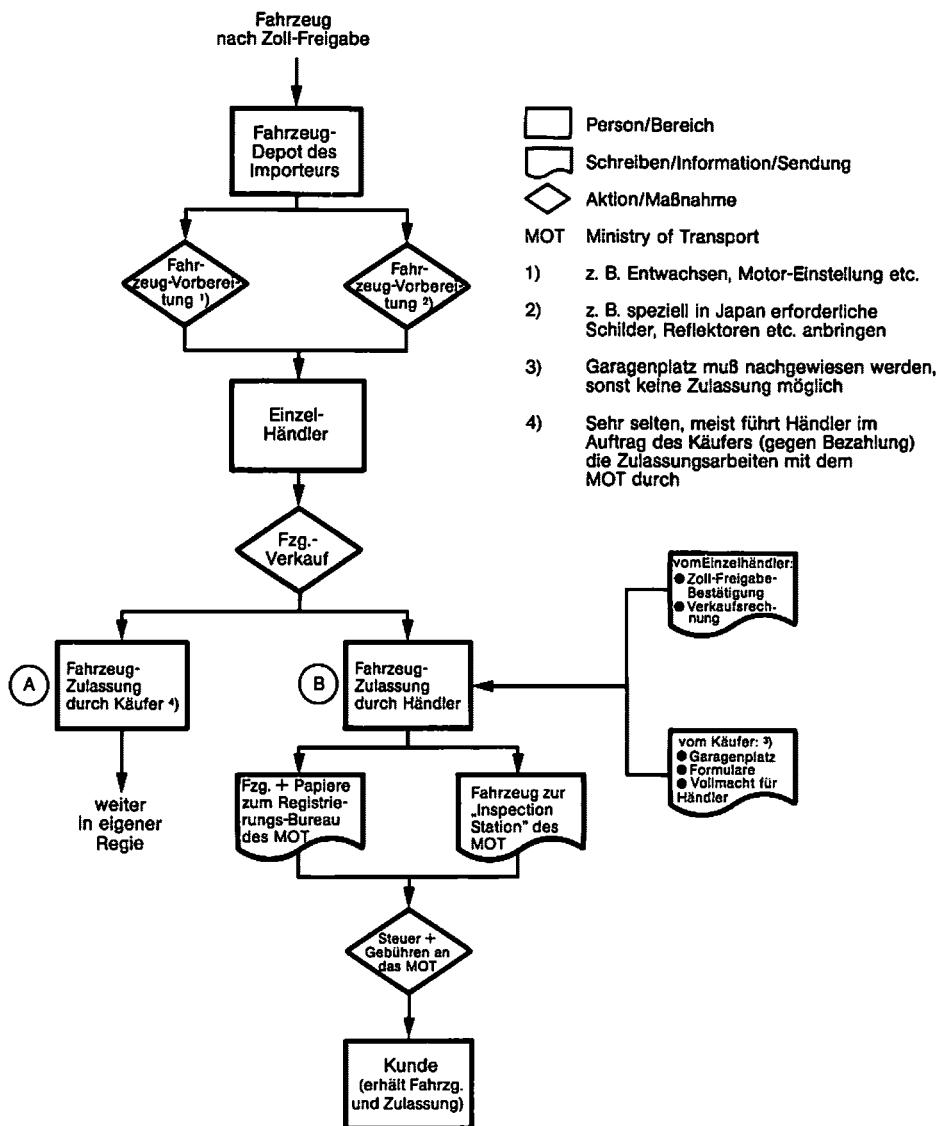 Fahrzeug
nach Zoll-Freigabe
Fahrzeug-
Depot des
Importeurs
Fahr-
zeug-Vorberei-
tung ¹)
Fahr-
zeug-Vorberei-
tung ²)
Einzel-
Händler
Fzg.-
Verkauf
A
Fahrzeug-
Zulassung
durch Käufer ⁴)
weiter
in eigener
Regie
B
Fahrzeug-
Zulassung
durch Händler
Fzg. + Papiere
zum Registrie-
rungs-Bureau
des MOT
Fahrzeug zur
„Inspection
Station" des
MOT
Steuer +
Gebühren an
das MOT
Kunde
(erhält Fahrzg.
und Zulassung)
Person/Bereich
Schreiben/Information/Sendung
Aktion/Maßnahme
MOT Ministry of Transport
1) z. B. Entwachsen, Motor-Einstellung etc.
2) z. B. speziell in Japan erforderliche
Schilder, Reflektoren etc. anbringen
3) Garagenplatz muß nachgewiesen werden,
sonst keine Zulassung möglich
4) Sehr selten, meist führt Händler im
Auftrag des Käufers (gegen Bezahlung)
die Zulassungsarbeiten mit dem
MOT durch
vom Einzelhändler:
● Zoll-Freigabe-
Bestätigung
● Verkaufsrech-
nung
vom Käufer: ³)
● Garagenplatz
● Formulare
● Vollmacht für
Händler